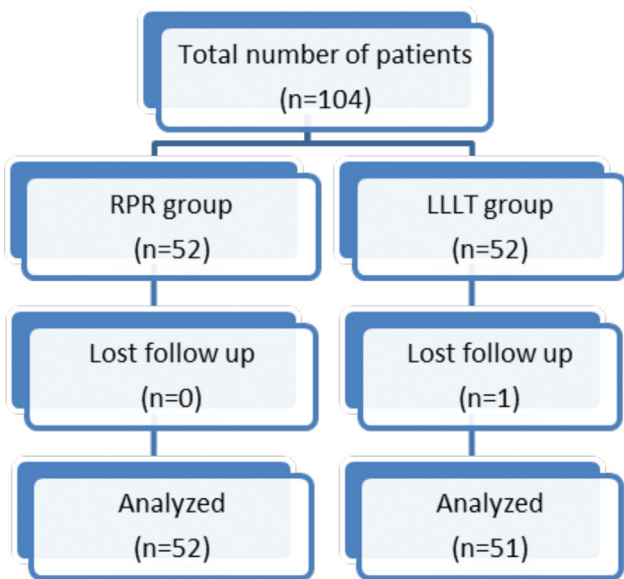 Total number of patients
(n=104)
RPR group
(n=52)
LLLT group
(n=52)
Lost follow up
(n=0)
Lost follow up
(n=1)
Analyzed
(n=52)
Analyzed
(n=51)